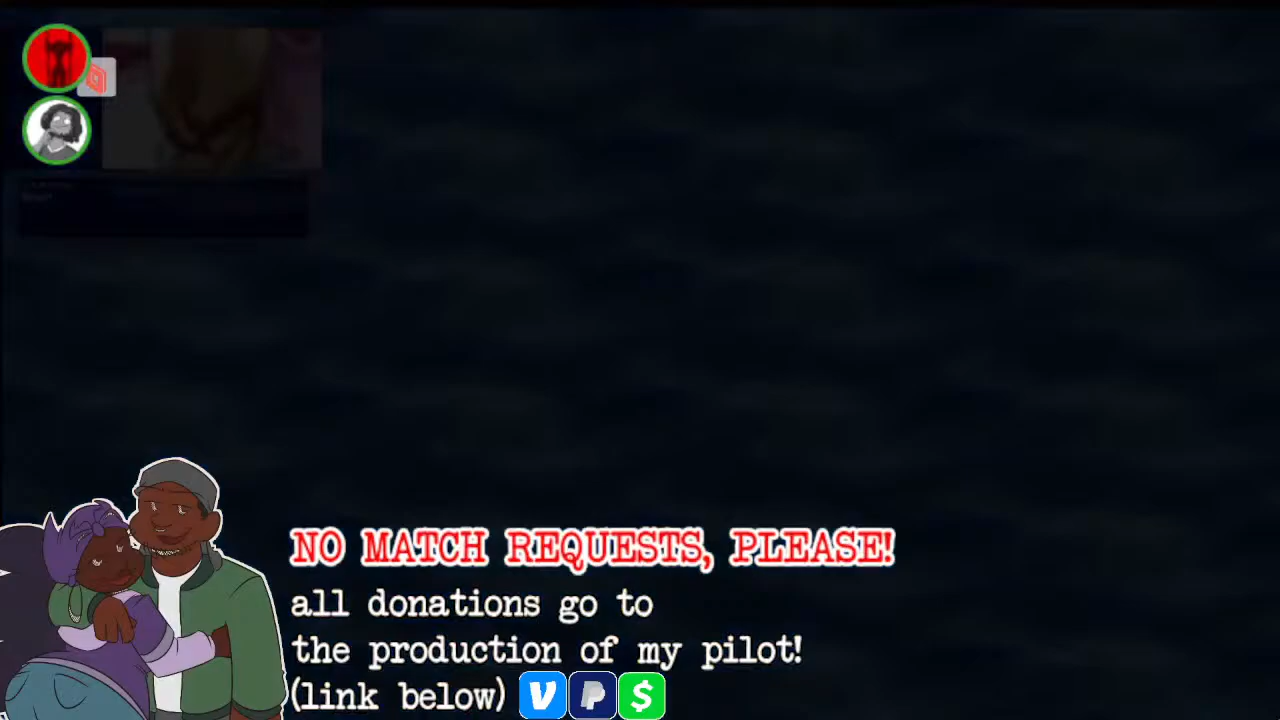 NO MATCH REQUESTS, PLEASE!
all donations go to
the production of my pilot!
(link below)